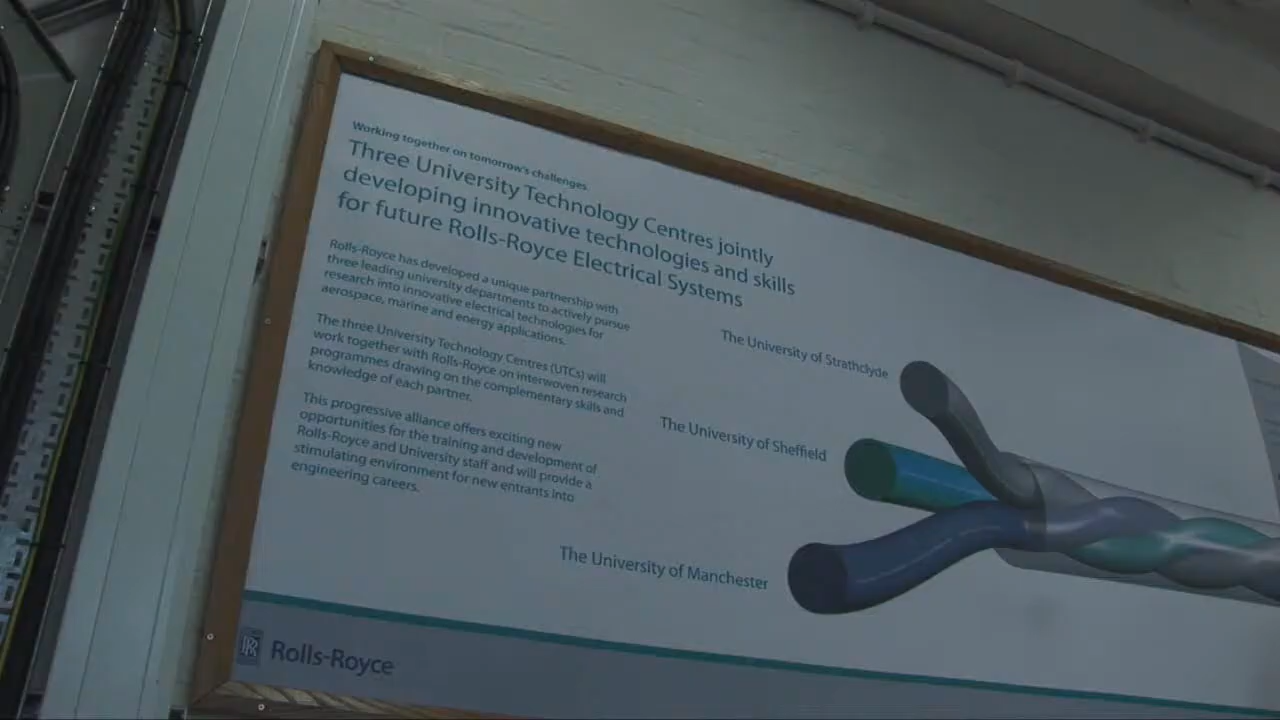 Working together on tomorrow's challenges
Three University Technology Centres jointly
developing innovative technologies and skills
for future Rolls-Royce Electrical Systems
Rolls-Royce has developed a unique partnership with
three leading university departments to actively pursue
research into innovative electrical technologies for
aerospace, marine and energy applications.
The three University Technology Centres (UTCs) will
work together with Rolls-Royce on interwoven research
programmes drawing on the complementary skills and
knowledge of each partner.
This progressive alliance offers exciting new
opportunities for the training and development of
Rolls-Royce and University staff and will provide a
stimulating environment for new entrants into
engineering careers.
The University of Strathclyde
The University of Sheffield
The University of Manchester
RR Rolls-Royce